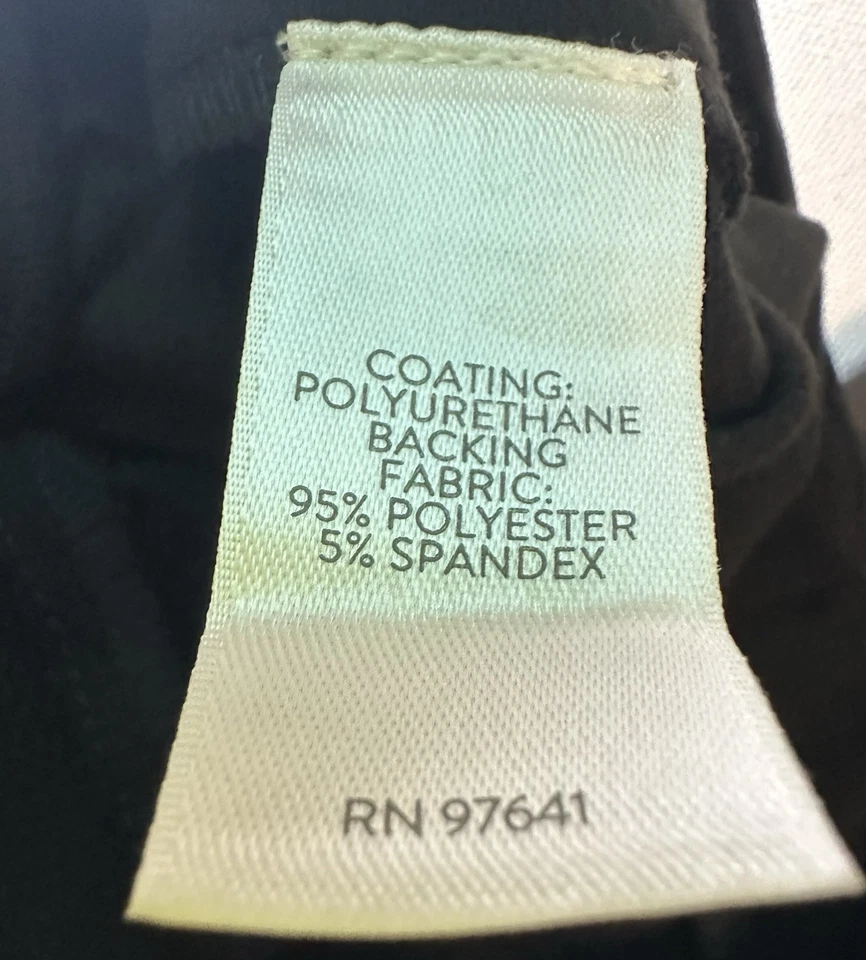 COATING:
POLYURETHANE
BACKING
FABRIC:
95% POLYESTER
5% SPANDEX
RN 97641